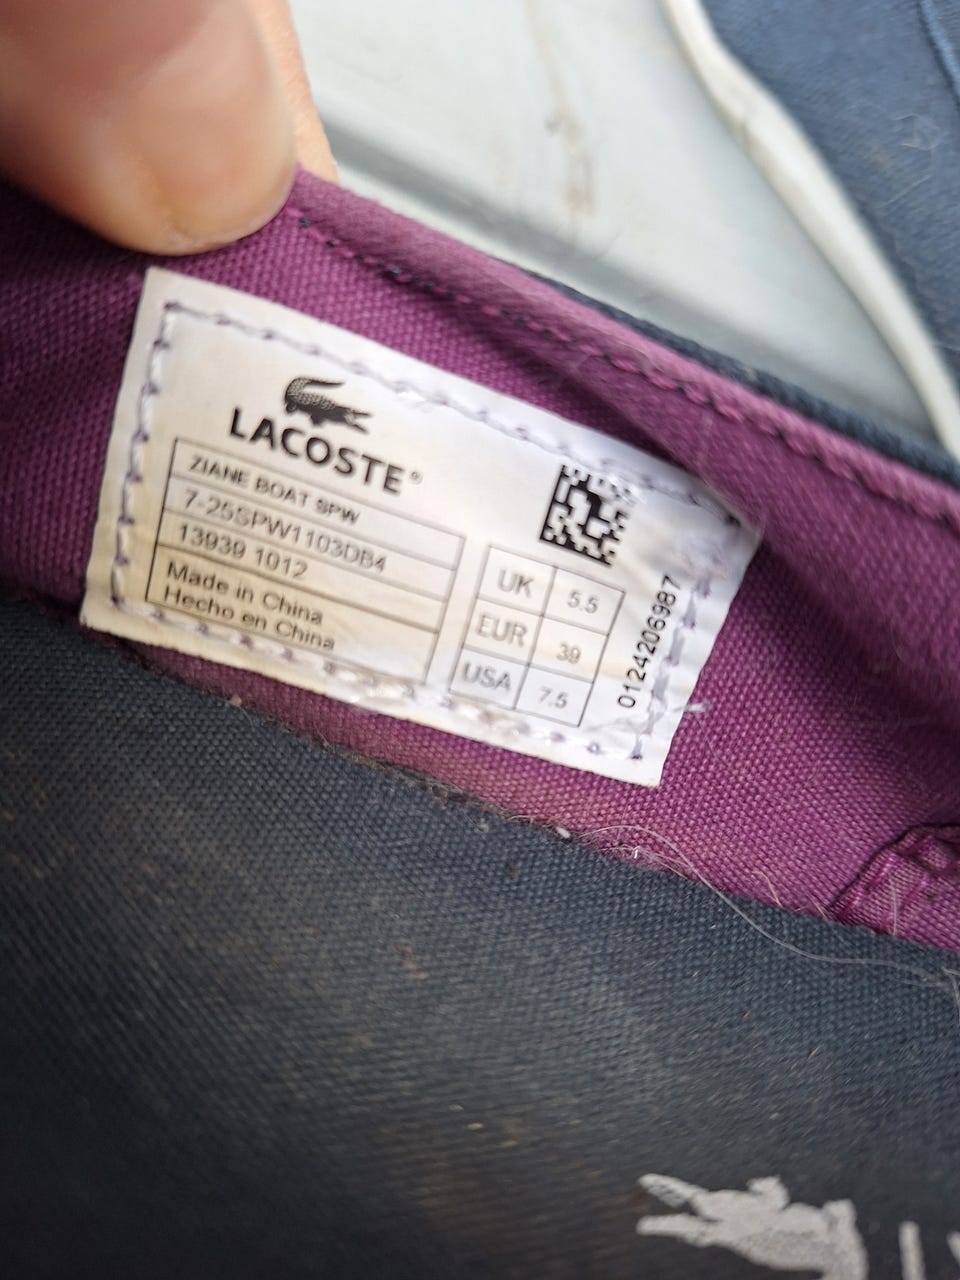 LACOSTE®
ZIANE BOAT SPW
7-25SPW1103DB4
13939 1012
Made in China
Hecho en China
UK 5.5
EUR 39
USA 7.5
0124206987